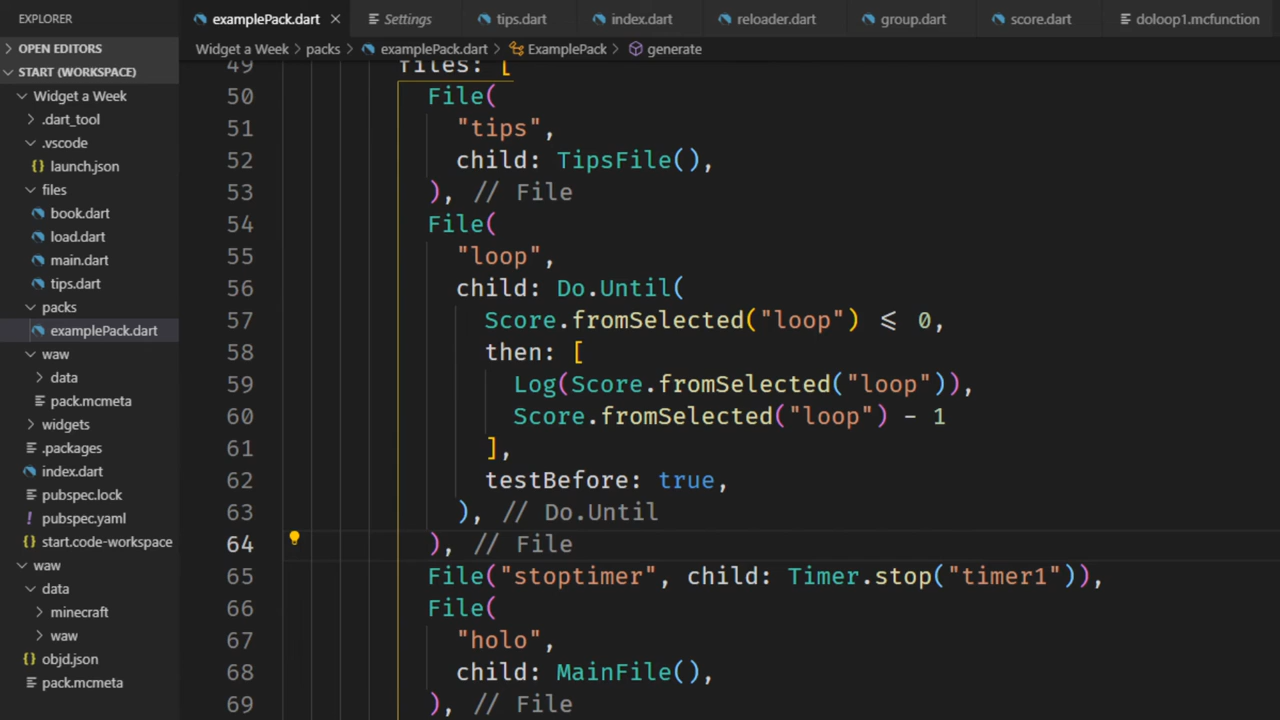 EXPLORER
examplePack.dart
Settings
tips.dart
index.dart
reloader.dart
group.dart
score.dart
doloop1.mcfunction
OPEN EDITORS
START (WORKSPACE)
Widget a Week
.dart_tool
.vscode
launch.json
files
book.dart
load.dart
main.dart
tips.dart
packs
examplePack.dart
waw
data
pack.mcmeta
widgets
.packages
index.dart
pubspec.lock
pubspec.yaml
start.code-workspace
waw
data
minecraft
waw
objd.json
pack.mcmeta
Widget a Week > packs > examplePack.dart > ExamplePack > generate
49 files: [
50 File(
51 "tips",
52 child: TipsFile(),
53 ), // File
54 File(
55 "loop",
56 child: Do.Until(
57 Score.fromSelected("loop") ⩽ 0,
58 then: [
59 Log(Score.fromSelected("loop")),
60 Score.fromSelected("loop") - 1
61 ],
62 testBefore: true,
63 ), // Do.Until
64 ), // File
65 File("stoptimer", child: Timer.stop("timer1")),
66 File(
67 "holo",
68 child: MainFile(),
69 ), // File